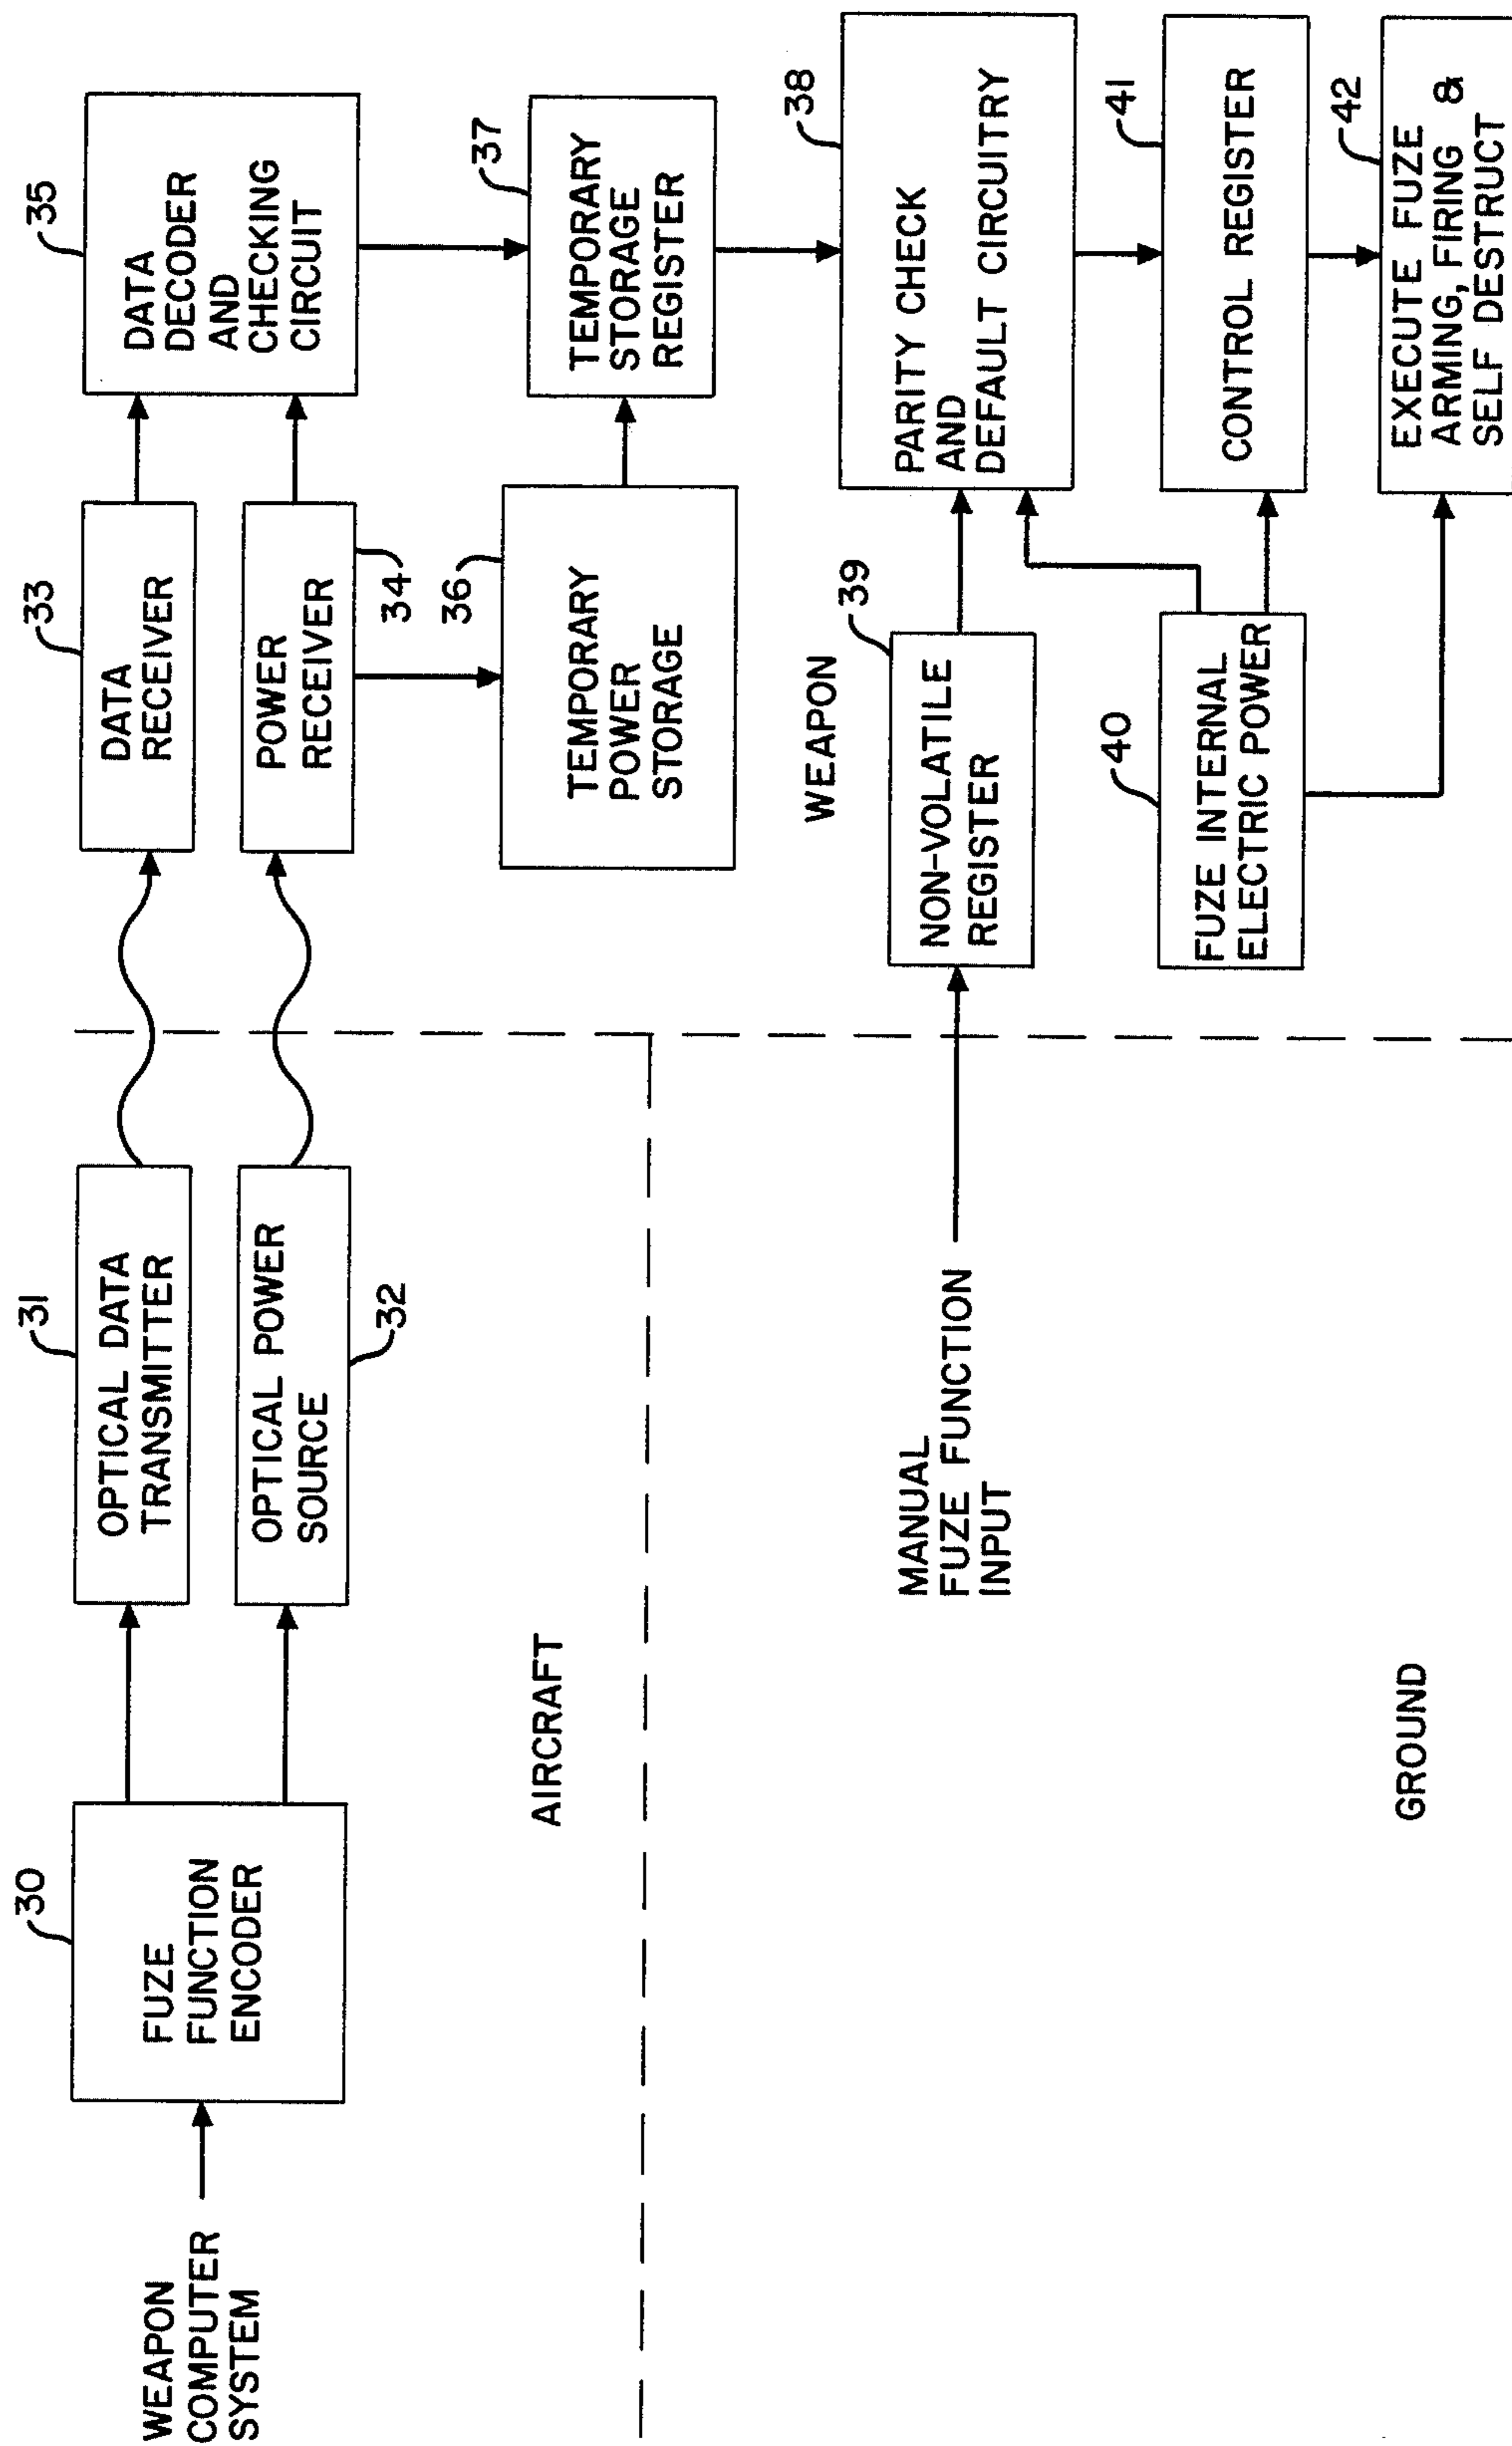 WEAPON
COMPUTER
SYSTEM
30
FUZE
FUNCTION
ENCODER
31
OPTICAL DATA
TRANSMITTER
OPTICAL POWER
SOURCE
32
AIRCRAFT
33
DATA
RECEIVER
POWER
RECEIVER
34
35
DATA
DECODER
AND
CHECKING
CIRCUIT
36
TEMPORARY
POWER
STORAGE
37
TEMPORARY
STORAGE
REGISTER
WEAPON
38
PARITY CHECK
AND
DEFAULT CIRCUITRY
39
NON-VOLATILE
REGISTER
MANUAL
FUZE FUNCTION
INPUT
40
FUZE INTERNAL
ELECTRIC POWER
41
CONTROL REGISTER
42
EXECUTE FUZE
ARMING, FIRING &
SELF DESTRUCT
GROUND